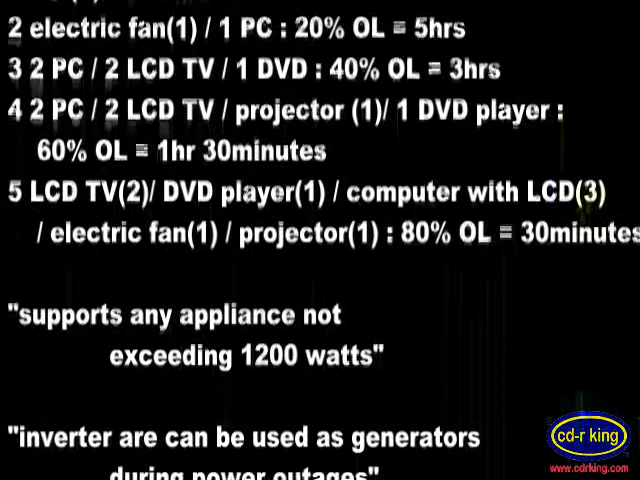 2 electric fan(1) / 1 PC : 20% OL = 5hrs
3 2 PC / 2 LCD TV / 1 DVD : 40% OL = 3hrs
4 2 PC / 2 LCD TV / projector (1)/ 1 DVD player :
60% OL = 1hr 30minutes
5 LCD TV(2)/ DVD player(1) / computer with LCD(3)
/ electric fan(1) / projector(1) : 80% OL = 30minutes
"supports any appliance not
exceeding 1200 watts"
"inverter are can be used as generators
during power outages"
cd-r king
www.cdrking.com